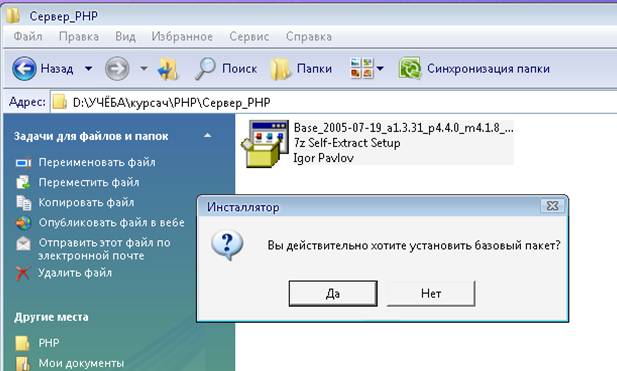 Сервер_PHP
Файл Правка Вид Избранное Сервис Справка
Назад Поиск Папки Синхронизация папки
Адрес: D:\УЧЁБА\курсач\PHP\Сервер_PHP
Задачи для файлов и папок
Переименовать файл
Переместить файл
Копировать файл
Опубликовать файл в вебе
Отправить этот файл по
электронной почте
Удалить файл
Другие места
PHP
Мои документы
Base_2005-07-19_a1.3.31_p4.4.0_m4.1.8_...
7z Self-Extract Setup
Igor Pavlov
Инсталлятор
Вы действительно хотите установить базовый пакет?
Да Нет